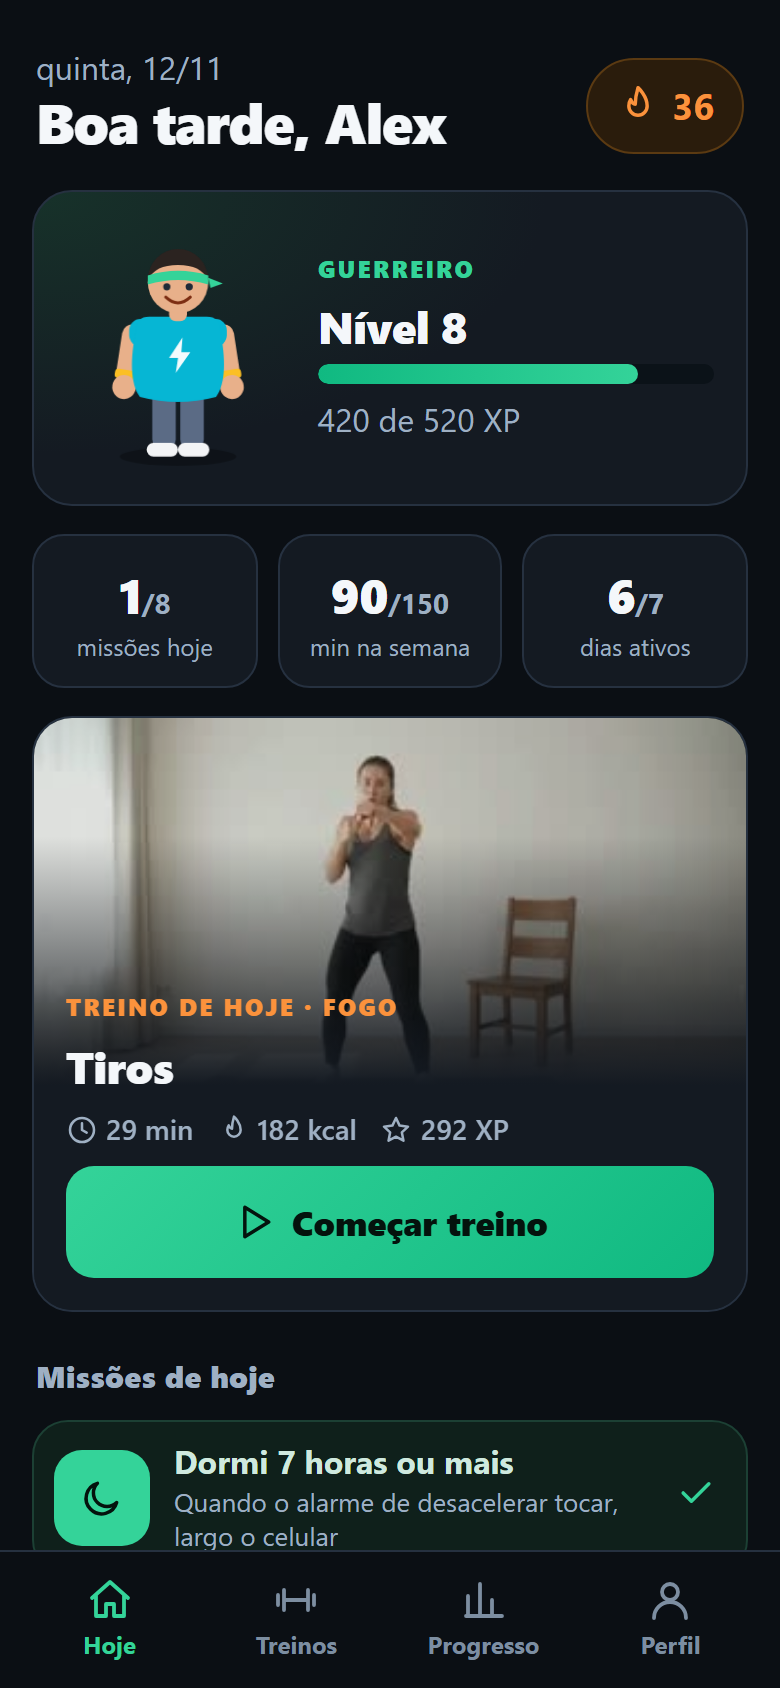 quinta, 12/11
Boa tarde, Alex
36
GUERREIRO
Nível 8
420 de 520 XP
1/8
missões hoje
90/150
min na semana
6/7
dias ativos
TREINO DE HOJE · FOGO
Tiros
29 min
182 kcal
292 XP
Começar treino
Missões de hoje
Dormi 7 horas ou mais
Quando o alarme de desacelerar tocar,
largo o celular
Hoje
Treinos
Progresso
Perfil